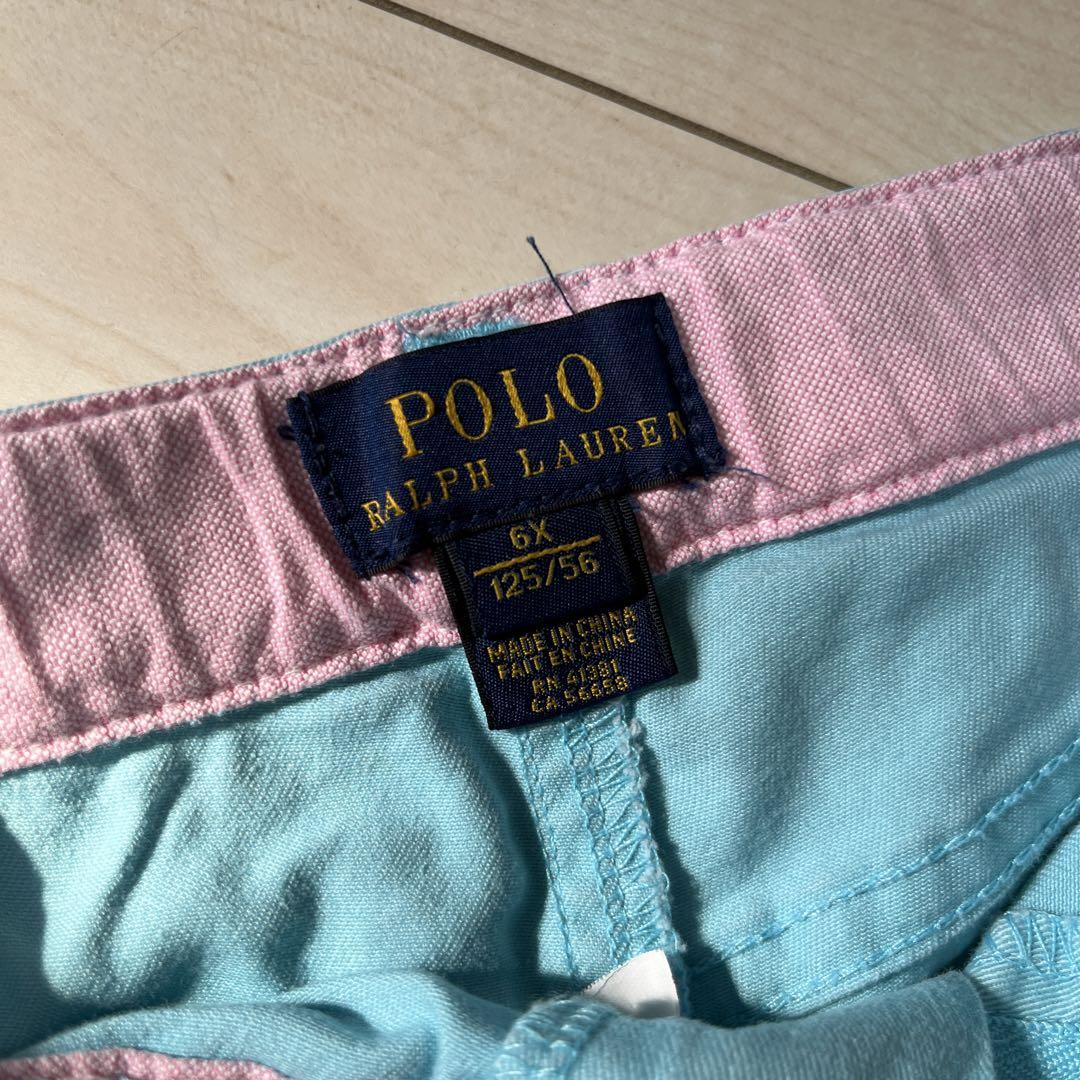 POLO
RALPH LAUREN
6X
125/56
MADE IN CHINA
FAIT EN CHINE
RN 41381
CA 56658